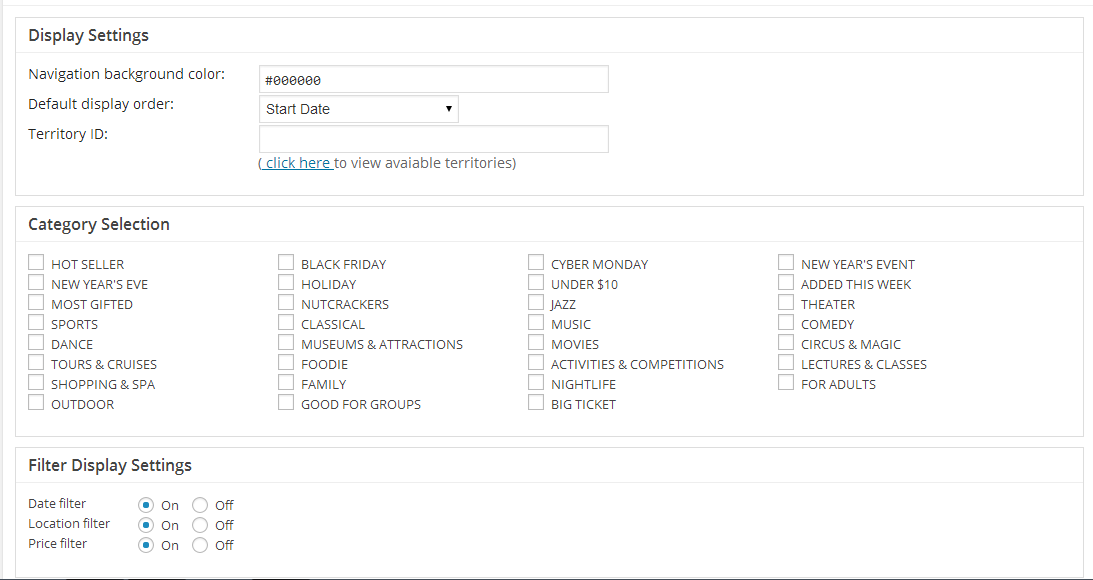 Display Settings
Navigation background color: #000000
Default display order: Start Date
Territory ID:
( click here to view avaiable territories)
Category Selection
HOT SELLER BLACK FRIDAY CYBER MONDAY NEW YEAR'S EVENT
NEW YEAR'S EVE HOLIDAY UNDER $10 ADDED THIS WEEK
MOST GIFTED NUTCRACKERS JAZZ THEATER
SPORTS CLASSICAL MUSIC COMEDY
DANCE MUSEUMS & ATTRACTIONS MOVIES CIRCUS & MAGIC
TOURS & CRUISES FOODIE ACTIVITIES & COMPETITIONS LECTURES & CLASSES
SHOPPING & SPA FAMILY NIGHTLIFE FOR ADULTS
OUTDOOR GOOD FOR GROUPS BIG TICKET
Filter Display Settings
Date filter On Off
Location filter On Off
Price filter On Off